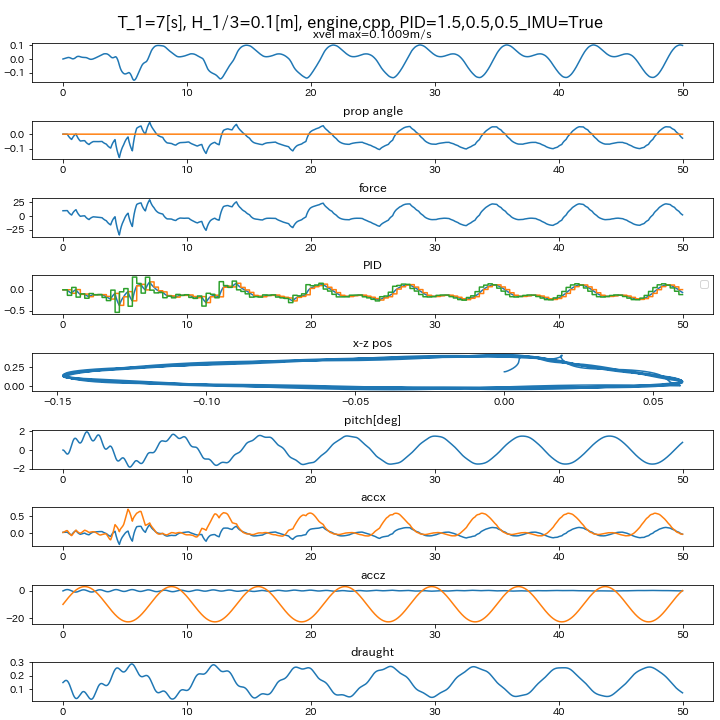 T_1=7[s], H_1/3=0.1[m], engine,cpp, PID=1.5,0.5,0.5_IMU=True
xvel max=0.1009m/s
0.1
0.0
−0.1
0 10 20 30 40 50
prop angle
0.0
−0.1
0 10 20 30 40 50
force
25
0
−25
0 10 20 30 40 50
PID
0.0
−0.5
0 10 20 30 40 50
x-z pos
0.25
0.00
−0.15 −0.10 −0.05 0.00 0.05
pitch[deg]
2
0
−2
0 10 20 30 40 50
accx
0.5
0.0
0 10 20 30 40 50
accz
0
−20
0 10 20 30 40 50
draught
0.3
0.2
0.1
0 10 20 30 40 50